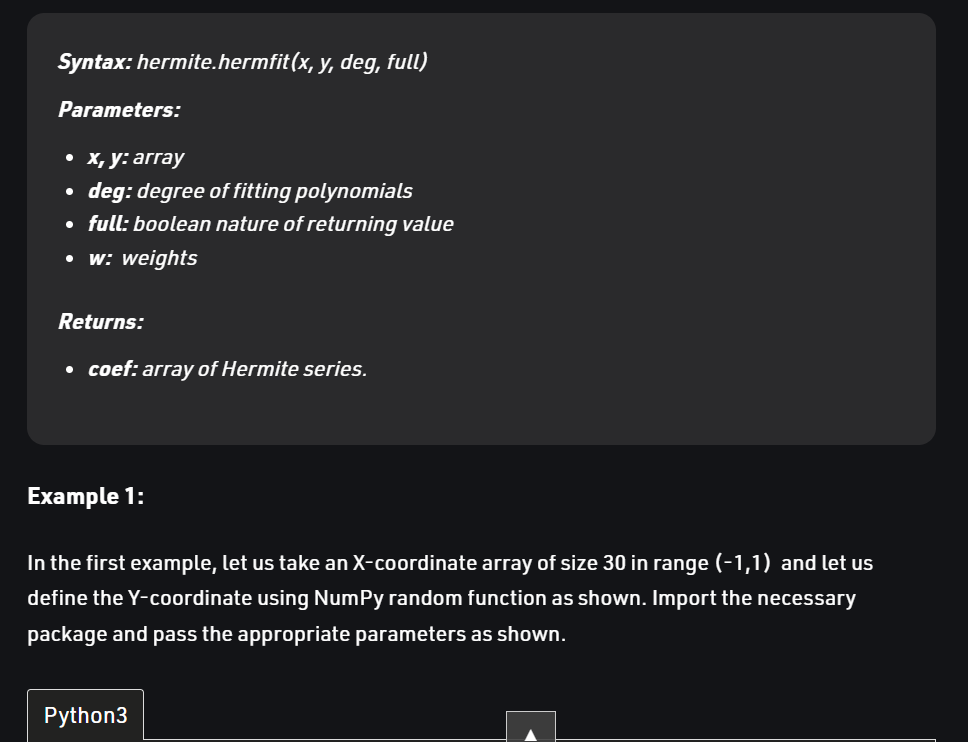 Syntax: hermite.hermfit(x, y, deg, full)
Parameters:
• x, y: array
• deg: degree of fitting polynomials
• full: boolean nature of returning value
• w:  weights
Returns:
• coef: array of Hermite series.
Example 1:
In the first example, let us take an X-coordinate array of size 30 in range (-1,1)  and let us
define the Y-coordinate using NumPy random function as shown. Import the necessary
package and pass the appropriate parameters as shown.
Python3